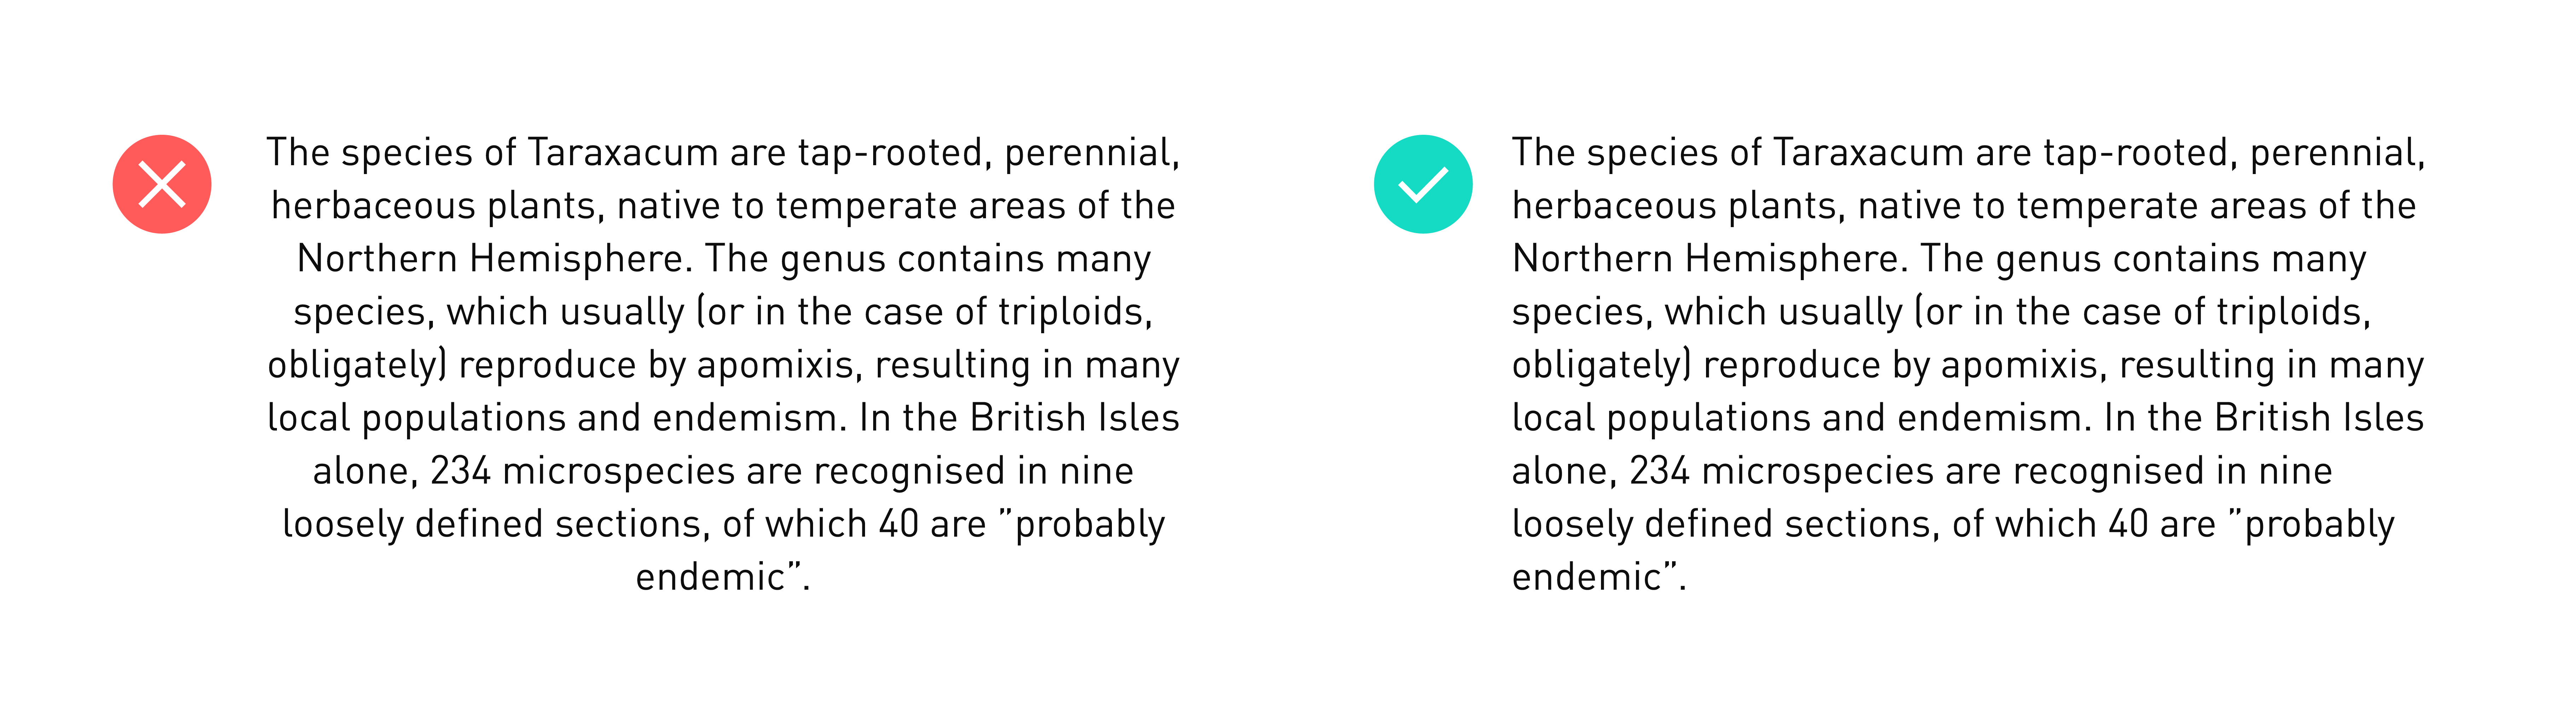 The species of Taraxacum are tap-rooted, perennial,
herbaceous plants, native to temperate areas of the
Northern Hemisphere. The genus contains many
species, which usually (or in the case of triploids,
obligately) reproduce by apomixis, resulting in many
local populations and endemism. In the British Isles
alone, 234 microspecies are recognised in nine
loosely defined sections, of which 40 are ”probably
endemic”.
The species of Taraxacum are tap-rooted, perennial,
herbaceous plants, native to temperate areas of the
Northern Hemisphere. The genus contains many
species, which usually (or in the case of triploids,
obligately) reproduce by apomixis, resulting in many
local populations and endemism. In the British Isles
alone, 234 microspecies are recognised in nine
loosely defined sections, of which 40 are ”probably
endemic”.